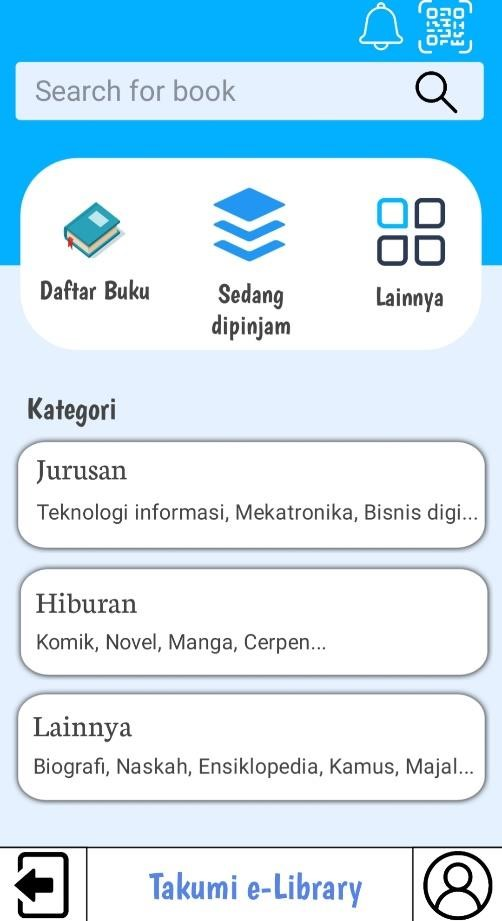 Search for book
Daftar Buku
Sedang
dipinjam
Lainnya
Kategori
Jurusan
Teknologi informasi, Mekatronika, Bisnis digi...
Hiburan
Komik, Novel, Manga, Cerpen...
Lainnya
Biografi, Naskah, Ensiklopedia, Kamus, Majal...
Takumi e-Library